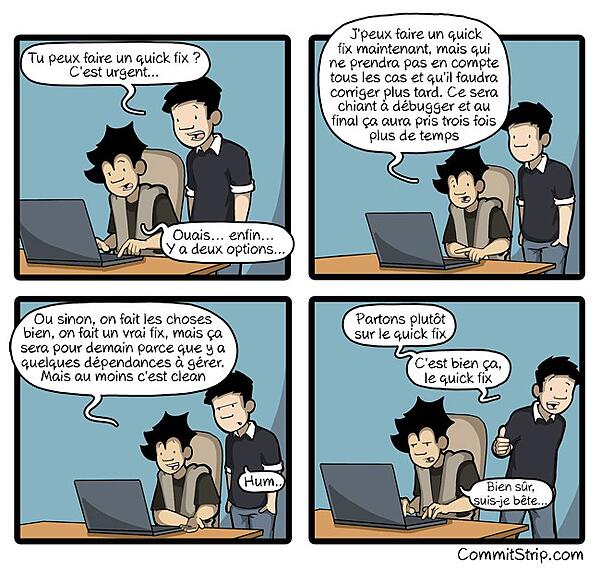 Tu peux faire un quick fix ?
C'est urgent...
Ouais... enfin...
Y a deux options...
J'peux faire un quick
fix maintenant, mais qui
ne prendra pas en compte
tous les cas et qu'il faudra
corriger plus tard. Ce sera
chiant à débugger et au
final ça aura pris trois fois
plus de temps
Ou sinon, on fait les choses
bien, on fait un vrai fix, mais ça
sera pour demain parce que y a
quelques dépendances à gérer.
Mais au moins c'est clean
Hum..
Partons plutôt
sur le quick fix
C'est bien ça,
le quick fix
Bien sûr,
suis-je bête...
CommitStrip.com